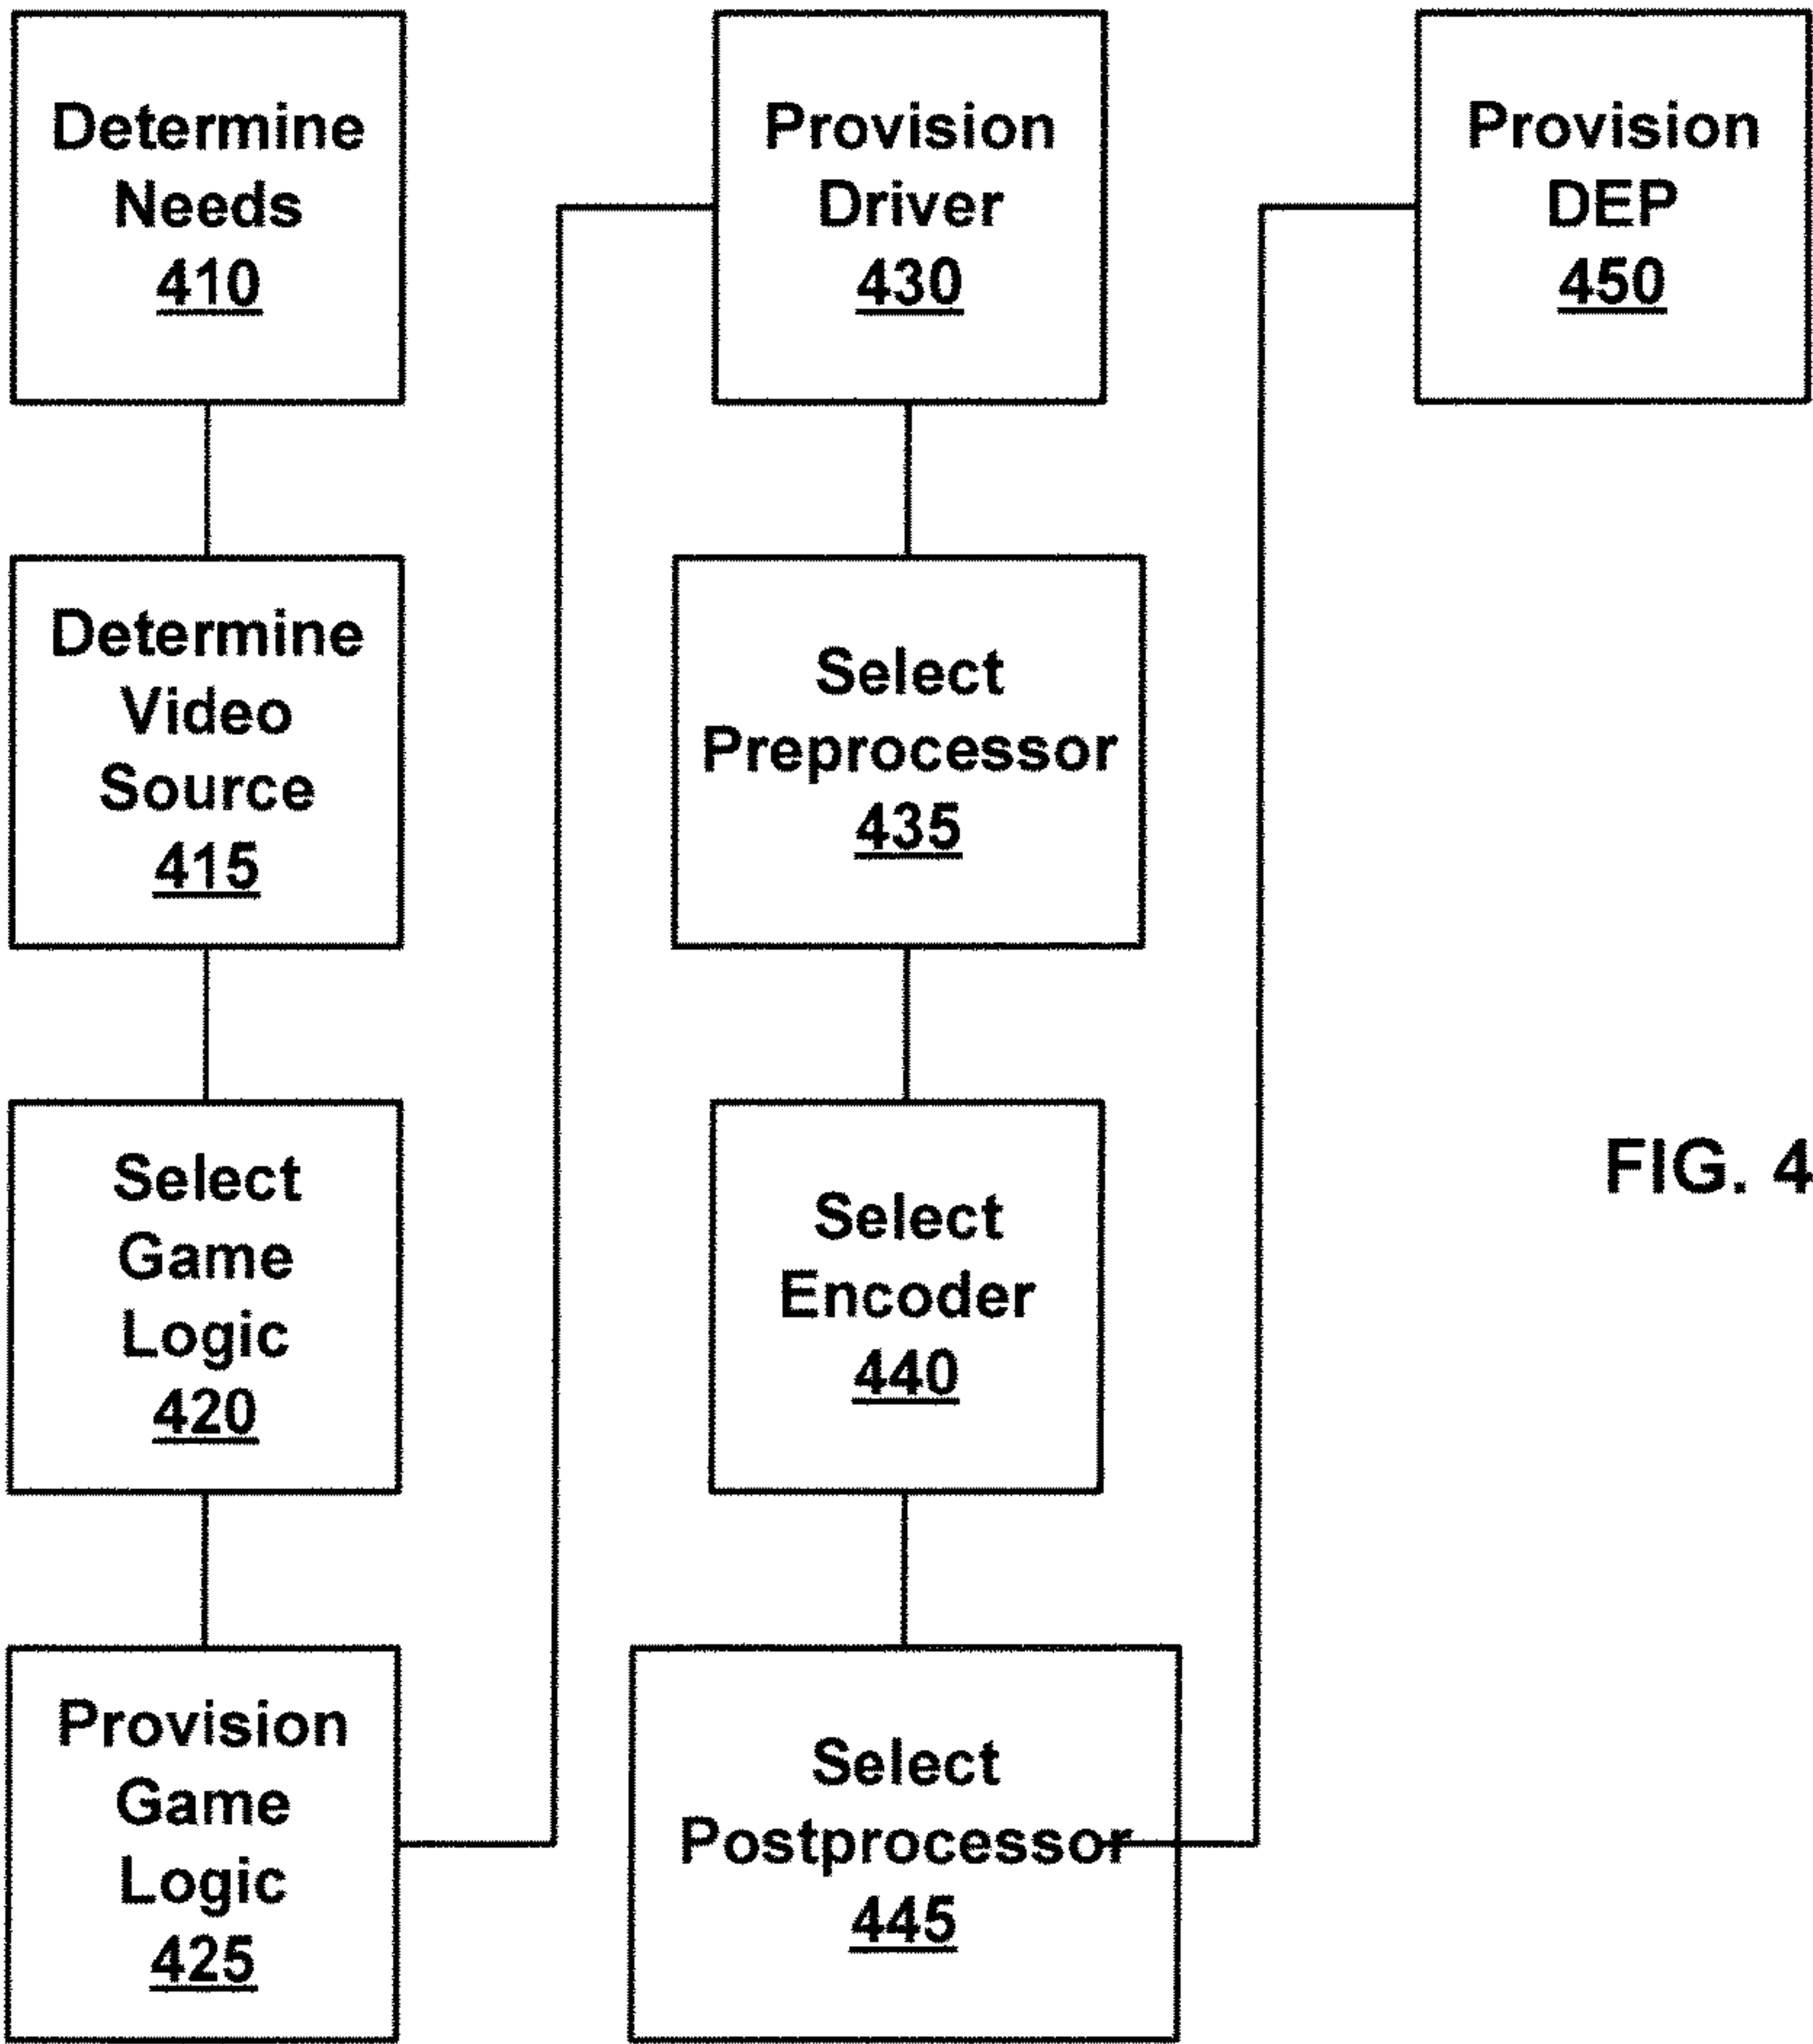 Determine
Needs
410
Determine
Video
Source
415
Select
Game
Logic
420
Provision
Game
Logic
425
Provision
Driver
430
Select
Preprocessor
435
Select
Encoder
440
Select
Postprocessor
445
Provision
DEP
450
FIG. 4